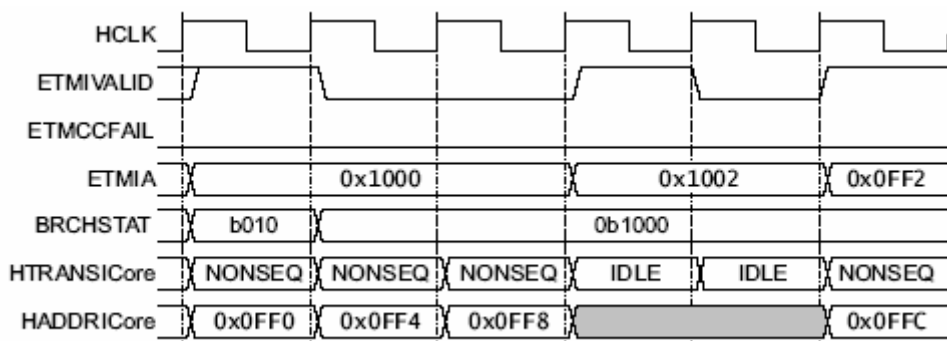 HCLK
ETMIVALID
ETMCCFAIL
ETMIA 0x1000 0x1002 0x0FF2
BRCHSTAT b010 0b1000
HTRANSICore NONSEQ NONSEQ NONSEQ IDLE IDLE NONSEQ
HADDRICore 0x0FF0 0x0FF4 0x0FF8 0x0FFC